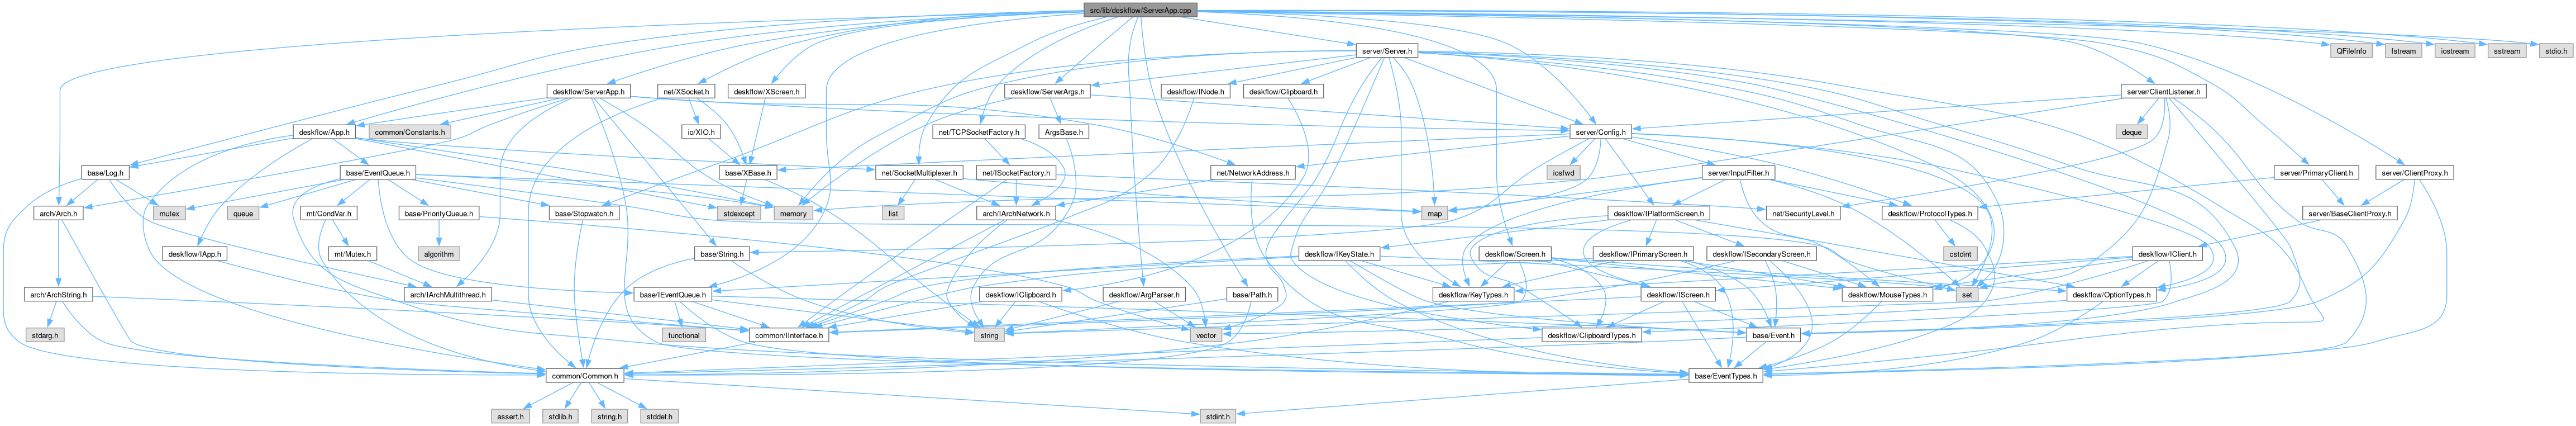 src/lib/deskflow/ServerApp.cpp
server/Server.h
QFileInfo
fstream
iostream
sstream
stdio.h
deskflow/ServerApp.h
net/XSocket.h
deskflow/XScreen.h
deskflow/ServerArgs.h
deskflow/INode.h
deskflow/Clipboard.h
server/ClientListener.h
common/Constants.h
deskflow/App.h
io/XIO.h
net/TCPSocketFactory.h
ArgsBase.h
server/Config.h
deque
base/Log.h
base/EventQueue.h
base/XBase.h
net/SocketMultiplexer.h
net/ISocketFactory.h
net/NetworkAddress.h
iosfwd
server/InputFilter.h
server/PrimaryClient.h
server/ClientProxy.h
arch/Arch.h
mutex
queue
mt/CondVar.h
base/PriorityQueue.h
base/Stopwatch.h
stdexcept
memory
list
arch/IArchNetwork.h
map
net/SecurityLevel.h
deskflow/IPlatformScreen.h
deskflow/ProtocolTypes.h
server/BaseClientProxy.h
deskflow/IApp.h
mt/Mutex.h
algorithm
base/String.h
deskflow/IKeyState.h
deskflow/Screen.h
deskflow/IPrimaryScreen.h
deskflow/ISecondaryScreen.h
cstdint
deskflow/IClient.h
arch/ArchString.h
arch/IArchMultithread.h
base/IEventQueue.h
deskflow/IClipboard.h
deskflow/ArgParser.h
base/Path.h
deskflow/KeyTypes.h
deskflow/IScreen.h
deskflow/MouseTypes.h
set
deskflow/OptionTypes.h
stdarg.h
functional
common/IInterface.h
string
vector
deskflow/ClipboardTypes.h
base/Event.h
common/Common.h
base/EventTypes.h
assert.h
stdlib.h
string.h
stddef.h
stdint.h